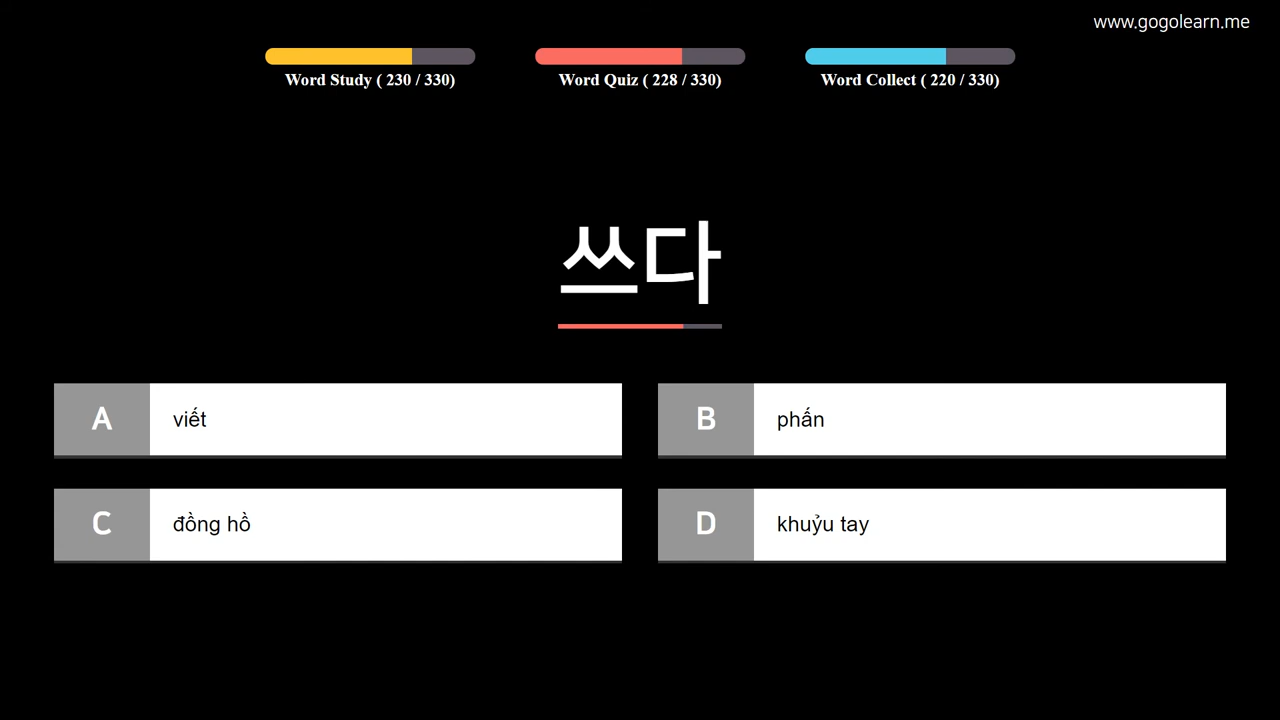 www.gogolearn.me
Word Study ( 230 / 330)
Word Quiz ( 228 / 330)
Word Collect ( 220 / 330)
쓰다
A viết
B phấn
C đồng hồ
D khuỷu tay